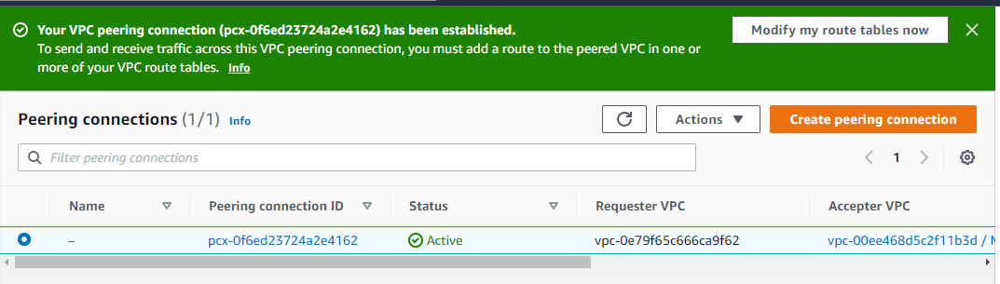 Your VPC peering connection (pcx-0f6ed23724a2e4162) has been established.
To send and receive traffic across this VPC peering connection, you must add a route to the peered VPC in one or
more of your VPC route tables. Info
Modify my route tables now
Peering connections (1/1) Info
Actions
Create peering connection
Filter peering connections
1
Name Peering connection ID Status Requester VPC Accepter VPC
– pcx-0f6ed23724a2e4162 Active vpc-0e79f65c666ca9f62 vpc-00ee468d5c2f11b3d /